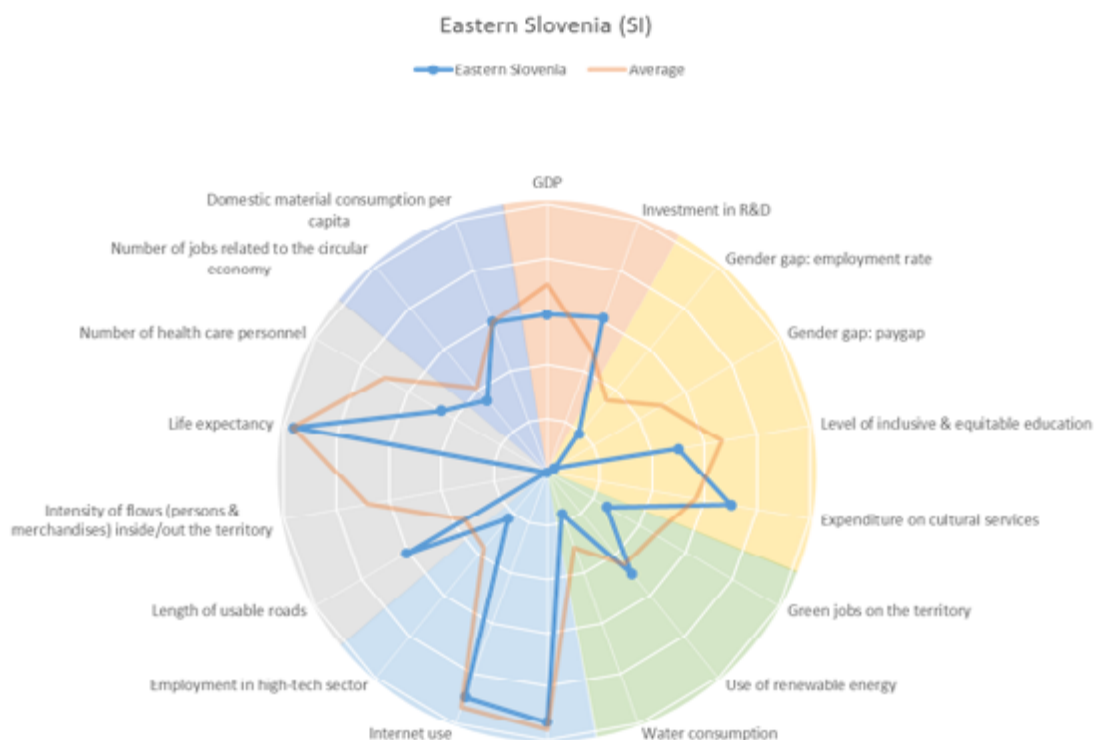 Eastern Slovenia (SI)
Eastern Slovenia
Average
GDP
Investment in R&D
Gender gap: employment rate
Gender gap: paygap
Level of inclusive & equitable education
Expenditure on cultural services
Green jobs on the territory
Use of renewable energy
Water consumption
Internet use
Employment in high-tech sector
Length of usable roads
Intensity of flows (persons &
merchandises) inside/out the territory
Life expectancy
Number of health care personnel
Number of jobs related to the circular
economy
Domestic material consumption per
capita